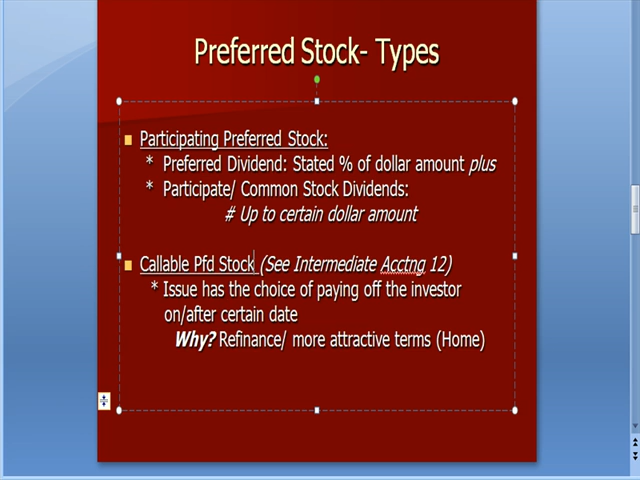 Preferred Stock- Types
Participating Preferred Stock:
* Preferred Dividend: Stated % of dollar amount plus
* Participate/ Common Stock Dividends:
# Up to certain dollar amount
Callable Pfd Stock (See Intermediate Acctng 12)
* Issue has the choice of paying off the investor
on/after certain date
Why? Refinance/ more attractive terms (Home)